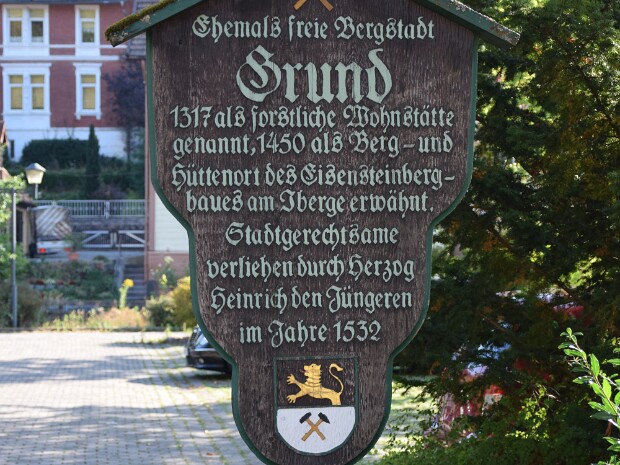 Ehemals freie Bergstadt
Grund
1317 als forstliche Wohnstätte
genannt, 1450 als Berg- und
Hüttenort des Eisensteinberg-
baues am Iberge erwähnt.
Stadtgerechtsame
verliehen durch Herzog
Heinrich den Jüngeren
im Jahre 1532